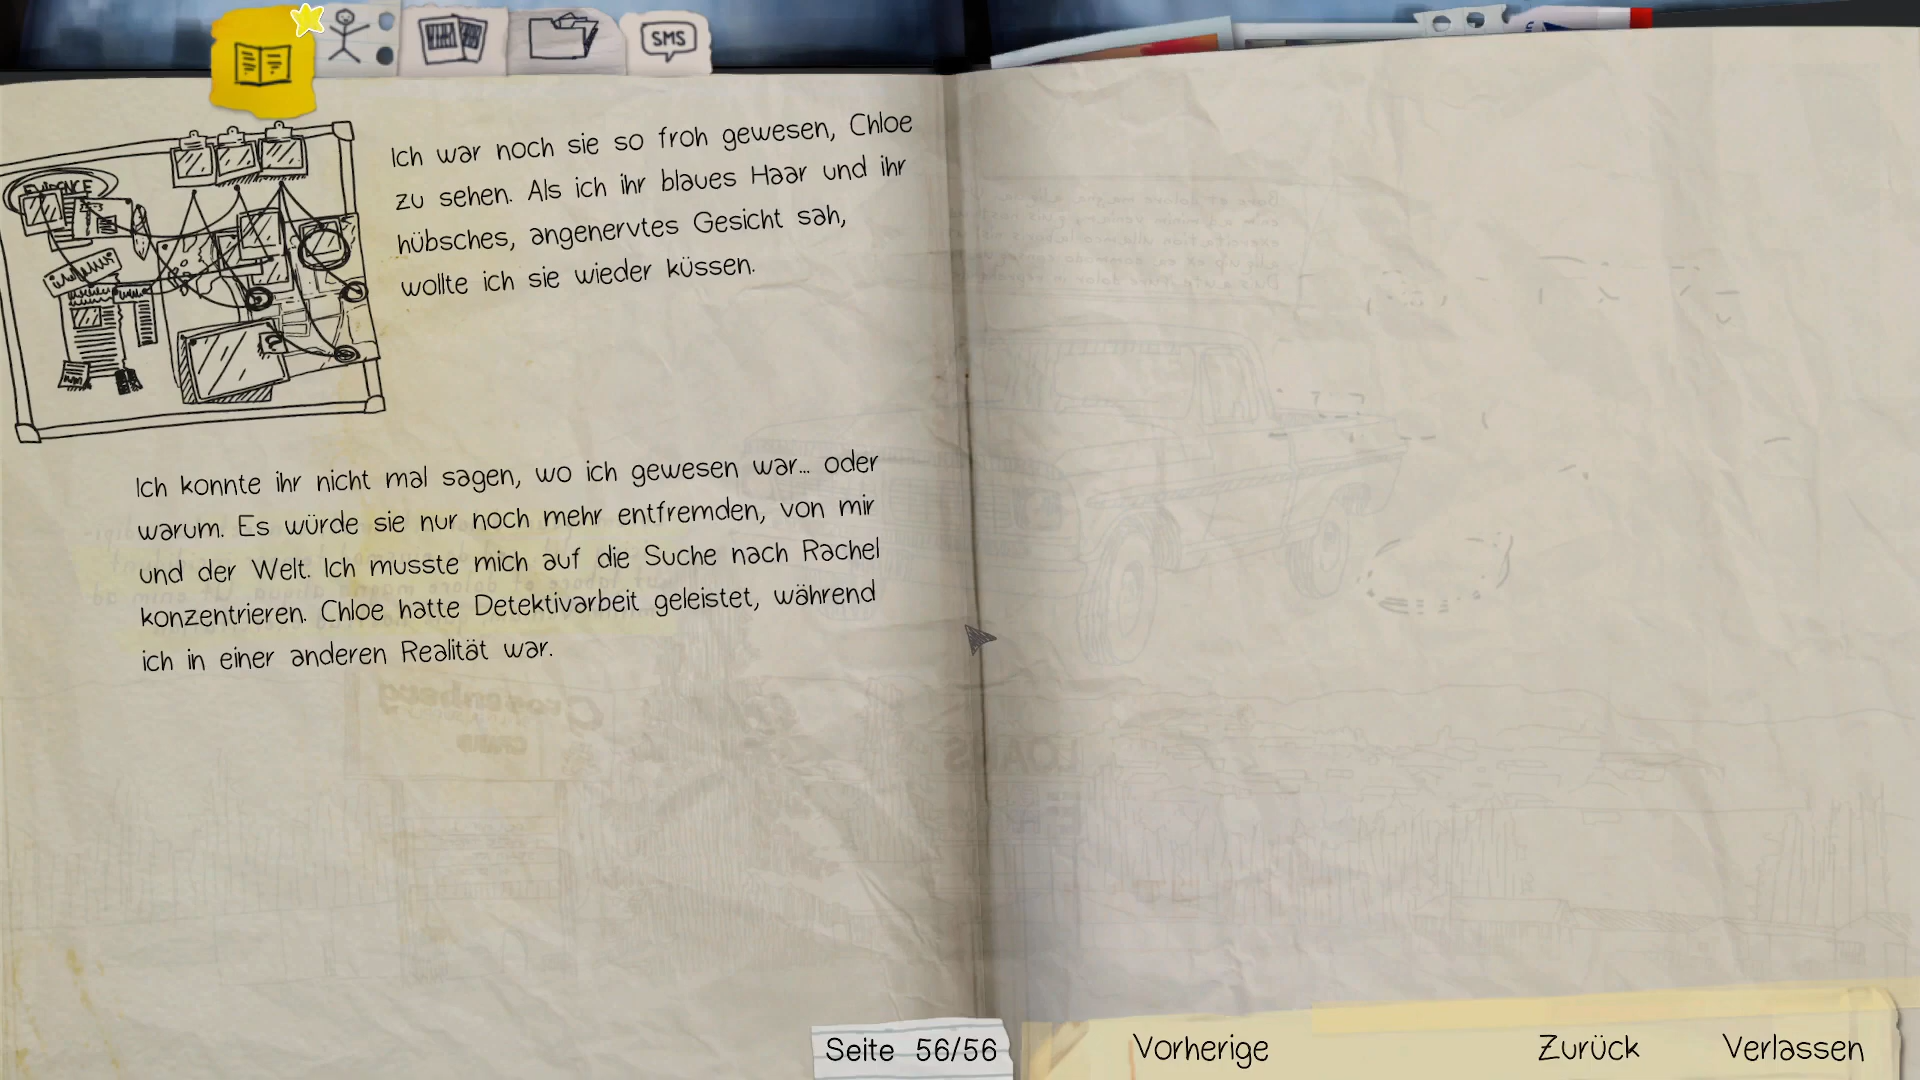 SMS
EVIDENCE
Ich war noch sie so froh gewesen, Chloe
zu sehen. Als ich ihr blaues Haar und ihr
hübsches, angenervtes Gesicht sah,
wollte ich sie wieder küssen.
Ich konnte ihr nicht mal sagen, wo ich gewesen war... oder
warum. Es würde sie nur noch mehr entfremden, von mir
und der Welt. Ich musste mich auf die Suche nach Rachel
konzentrieren. Chloe hatte Detektivarbeit geleistet, während
ich in einer anderen Realität war.
Seite 56/56
Vorherige
Zurück
Verlassen